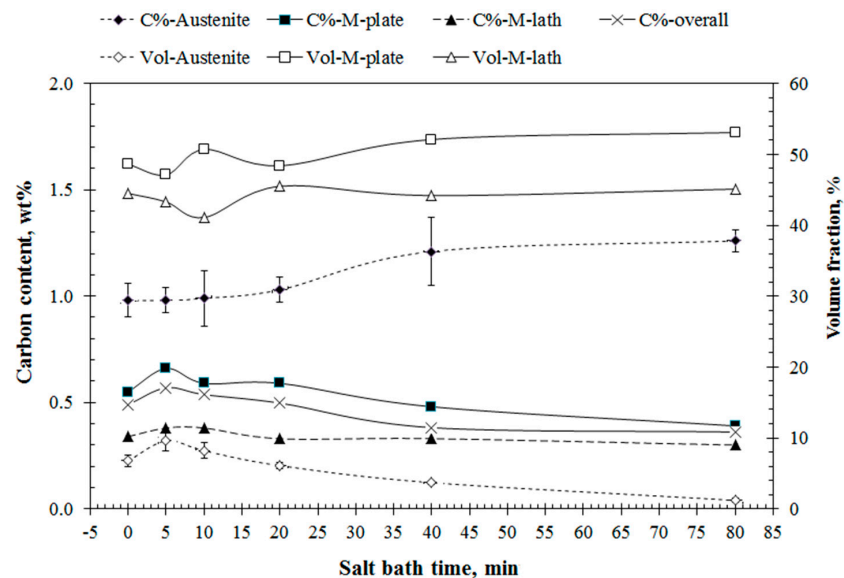 C%-Austenite C%-M-plate C%-M-lath C%-overall
Vol-Austenite Vol-M-plate Vol-M-lath
2.0 60
50
1.5
40
1.0 30
20
0.5
10
0.0 0
-5 0 5 10 15 20 25 30 35 40 45 50 55 60 65 70 75 80 85
Carbon content, wt%
Volume fraction, %
Salt bath time, min